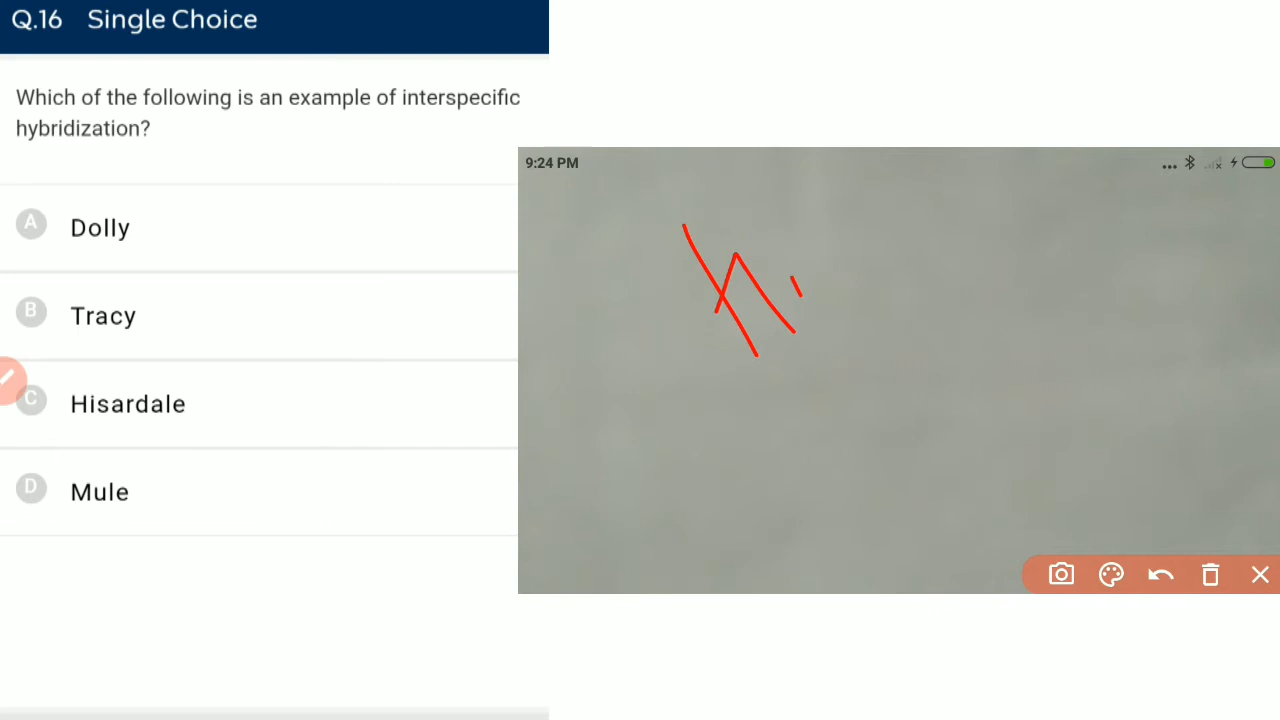 Q.16 Single Choice
Which of the following is an example of interspecific
hybridization?
A Dolly
B Tracy
C Hisardale
D Mule
9:24 PM